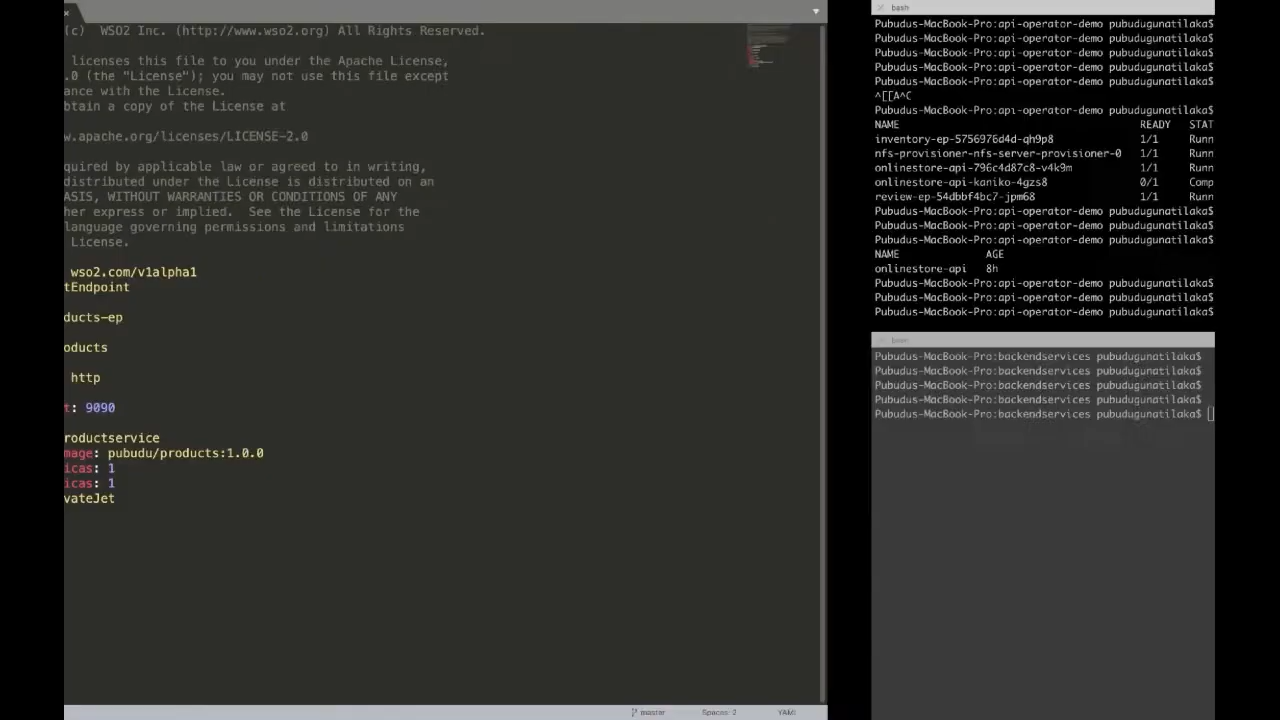 (c)  WSO2 Inc. (http://www.wso2.org) All Rights Reserved.
licenses this file to you under the Apache License,
.0 (the "License"); you may not use this file except
ance with the License.
btain a copy of the License at
w.apache.org/licenses/LICENSE-2.0
quired by applicable law or agreed to in writing,
distributed under the License is distributed on an
ASIS, WITHOUT WARRANTIES OR CONDITIONS OF ANY
her express or implied.  See the License for the
language governing permissions and limitations
License.
wso2.com/v1alpha1
tEndpoint
ducts-ep
oducts
http
t: 9090
roductservice
mage: pubudu/products:1.0.0
icas: 1
icas: 1
vateJet
master
Spaces: 2
YAML
bash
Pubudus-MacBook-Pro:api-operator-demo pubudugunatilaka$
Pubudus-MacBook-Pro:api-operator-demo pubudugunatilaka$
Pubudus-MacBook-Pro:api-operator-demo pubudugunatilaka$
Pubudus-MacBook-Pro:api-operator-demo pubudugunatilaka$
Pubudus-MacBook-Pro:api-operator-demo pubudugunatilaka$
^[[A^C
Pubudus-MacBook-Pro:api-operator-demo pubudugunatilaka$
NAME READY STAT
inventory-ep-5756976d4d-qh9p8 1/1 Runn
nfs-provisioner-nfs-server-provisioner-0 1/1 Runn
onlinestore-api-796c4d87c8-v4k9m 1/1 Runn
onlinestore-api-kaniko-4gzs8 0/1 Comp
review-ep-54dbbf4bc7-jpm68 1/1 Runn
Pubudus-MacBook-Pro:api-operator-demo pubudugunatilaka$
Pubudus-MacBook-Pro:api-operator-demo pubudugunatilaka$
Pubudus-MacBook-Pro:api-operator-demo pubudugunatilaka$
NAME AGE
onlinestore-api 8h
Pubudus-MacBook-Pro:api-operator-demo pubudugunatilaka$
Pubudus-MacBook-Pro:api-operator-demo pubudugunatilaka$
Pubudus-MacBook-Pro:api-operator-demo pubudugunatilaka$
bash
Pubudus-MacBook-Pro:backendservices pubudugunatilaka$
Pubudus-MacBook-Pro:backendservices pubudugunatilaka$
Pubudus-MacBook-Pro:backendservices pubudugunatilaka$
Pubudus-MacBook-Pro:backendservices pubudugunatilaka$
Pubudus-MacBook-Pro:backendservices pubudugunatilaka$